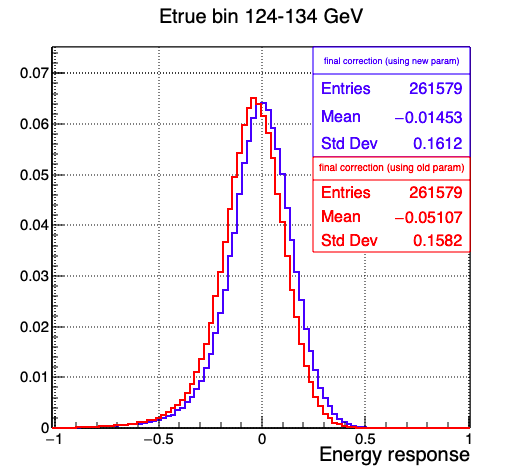 Etrue bin 124-134 GeV
final correction (using new param)
Entries 261579
Mean −0.01453
Std Dev 0.1612
final correction (using old param)
Entries 261579
Mean −0.05107
Std Dev 0.1582
0.07
0.06
0.05
0.04
0.03
0.02
0.01
0
−1 −0.5 0 0.5 1
Energy response